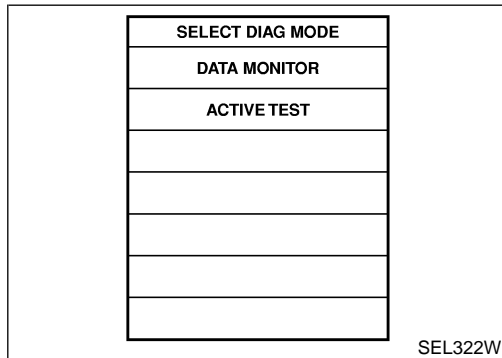 SELECT DIAG MODE
DATA MONITOR
ACTIVE TEST
SEL322W